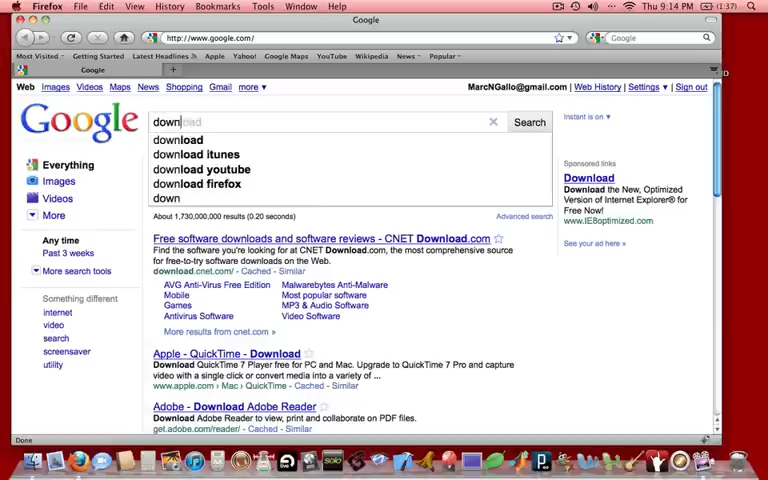 Firefox File Edit View History Bookmarks Tools Window Help (1:37) Thu 9:14 PM
Google
http://www.google.com/ Google
Most Visited Getting Started Latest Headlines Apple Yahoo! Google Maps YouTube Wikipedia News Popular
Google
Web Images Videos Maps News Shopping Gmail more MarcNGallo@gmail.com | Web History | Settings | Sign out
Google
download Search
Instant is on
download
download itunes
download youtube
download firefox
down
Everything
Images
Videos
More
Any time
Past 3 weeks
More search tools
Something different
internet
video
search
screensaver
utility
About 1,730,000,000 results (0.20 seconds) Advanced search
Free software downloads and software reviews - CNET Download.com
Find the software you're looking for at CNET Download.com, the most comprehensive source
for free-to-try software downloads on the Web.
download.cnet.com/ - Cached - Similar
AVG Anti-Virus Free Edition Malwarebytes Anti-Malware
Mobile Most popular software
Games MP3 & Audio Software
Antivirus Software Video Software
More results from cnet.com »
Apple - QuickTime - Download
Download QuickTime 7 Player free for PC and Mac. Upgrade to QuickTime 7 Pro and capture
video with a single click or convert media into a variety of ...
www.apple.com › Mac › QuickTime - Cached - Similar
Adobe - Download Adobe Reader
Download Adobe Reader to view, print and collaborate on PDF files.
get.adobe.com/reader/ - Cached - Similar
Sponsored links
Download
Download the New, Optimized
Version of Internet Explorer® for
Free Now!
www.IE8optimized.com
See your ad here »
Done